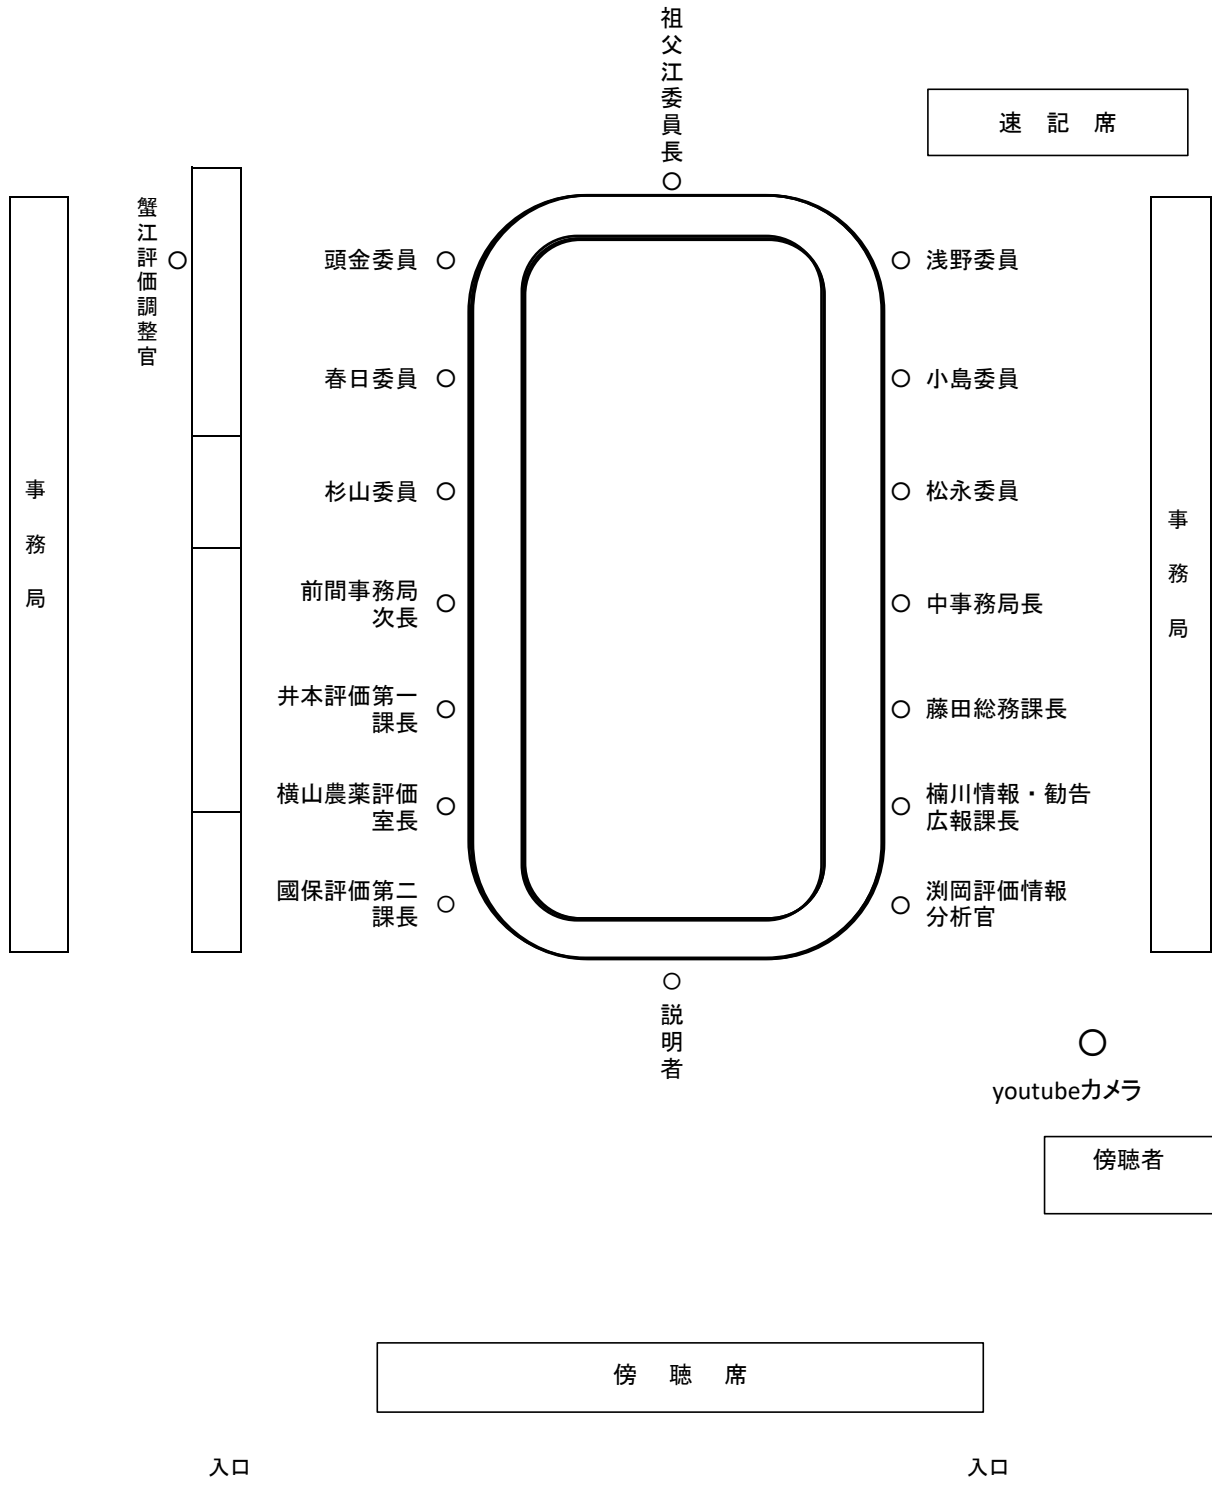 祖父江委員長
速 記 席
蟹江評価調整官
頭金委員
浅野委員
春日委員
小島委員
事務局
杉山委員
松永委員
事務局
前間事務局
次長
中事務局長
井本評価第一
課長
藤田総務課長
横山農薬評価
室長
楠川情報・勧告
広報課長
國保評価第二
課長
渕岡評価情報
分析官
説明者
youtubeカメラ
傍聴者
傍 聴 席
入口
入口